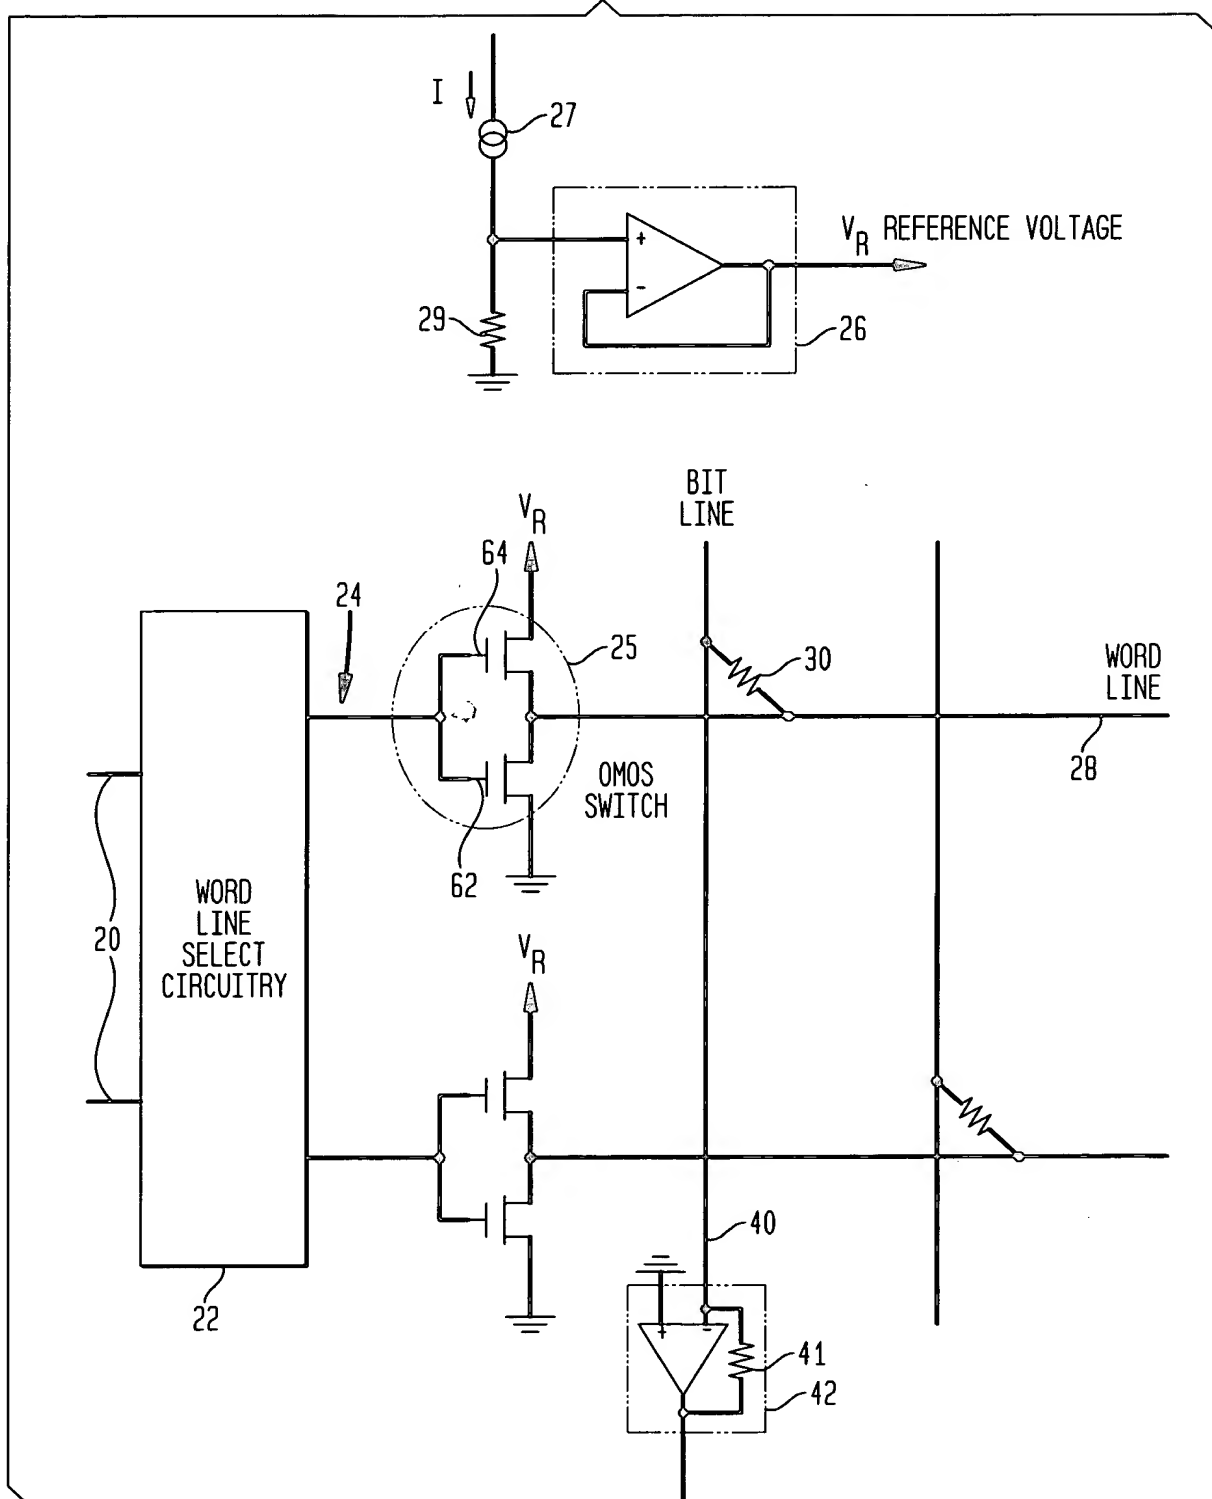 I
27
+
-
V_R REFERENCE VOLTAGE
29
26
BIT
LINE
V_R
64
24
25
30
WORD
LINE
28
OMOS
SWITCH
62
WORD
LINE
SELECT
CIRCUITRY
20
V_R
40
22
+
-
41
42